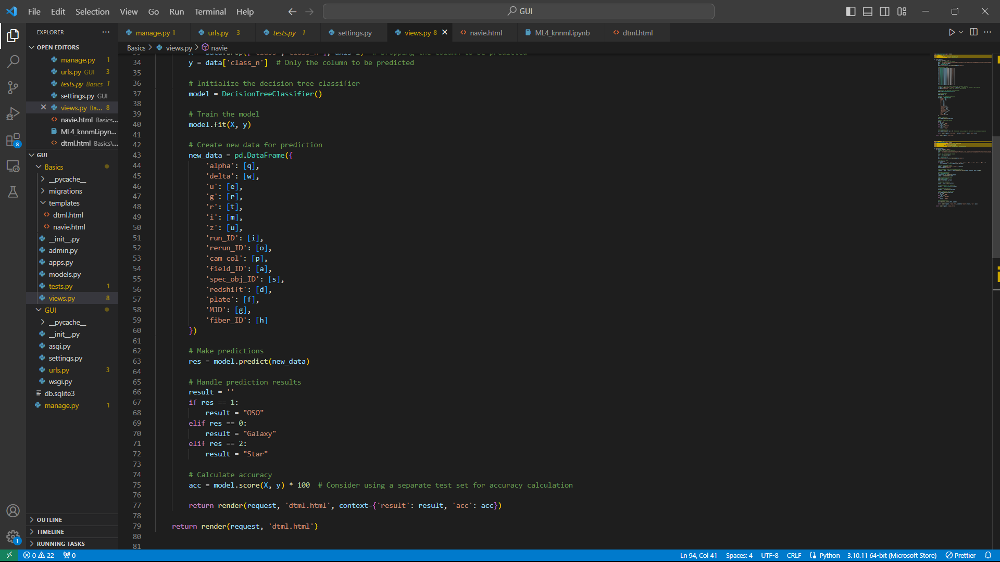 File Edit Selection View Go Run Terminal Help
GUI
EXPLORER
manage.py 1
urls.py 3
tests.py 1
settings.py
views.py 8
navie.html
ML4_knnml.ipynb
dtml.html
Basics > views.py > navie
OPEN EDITORS
manage.py 1
urls.py GUI 3
tests.py Basics 1
settings.py GUI
views.py Ba... 8
navie.html Basics...
ML4_knnml.ipyn...
dtml.html Basics\...
GUI
Basics
__pycache__
migrations
templates
dtml.html
navie.html
__init__.py
admin.py
apps.py
models.py
tests.py 1
views.py 8
GUI
__pycache__
__init__.py
asgi.py
settings.py
urls.py 3
wsgi.py
db.sqlite3
manage.py 1
OUTLINE
TIMELINE
RUNNING TASKS
8
1
34 y = data['class_n']  # Only the column to be predicted
35
36 # Initialize the decision tree classifier
37 model = DecisionTreeClassifier()
38
39 # Train the model
40 model.fit(X, y)
41
42 # Create new data for prediction
43 new_data = pd.DataFrame({
44 'alpha': [q],
45 'delta': [w],
46 'u': [e],
47 'g': [r],
48 'r': [t],
49 'i': [m],
50 'z': [u],
51 'run_ID': [i],
52 'rerun_ID': [o],
53 'cam_col': [p],
54 'field_ID': [a],
55 'spec_obj_ID': [s],
56 'redshift': [d],
57 'plate': [f],
58 'MJD': [g],
59 'fiber_ID': [h]
60 })
61
62 # Make predictions
63 res = model.predict(new_data)
64
65 # Handle prediction results
66 result = ''
67 if res == 1:
68 result = "OSO"
69 elif res == 0:
70 result = "Galaxy"
71 elif res == 2:
72 result = "Star"
73
74 # Calculate accuracy
75 acc = model.score(X, y) * 100  # Consider using a separate test set for accuracy calculation
76
77 return render(request, 'dtml.html', context={'result': result, 'acc': acc})
78
79 return render(request, 'dtml.html')
80
81
0 22 0
Ln 94, Col 41 Spaces: 4 UTF-8 CRLF Python 3.10.11 64-bit (Microsoft Store) Prettier